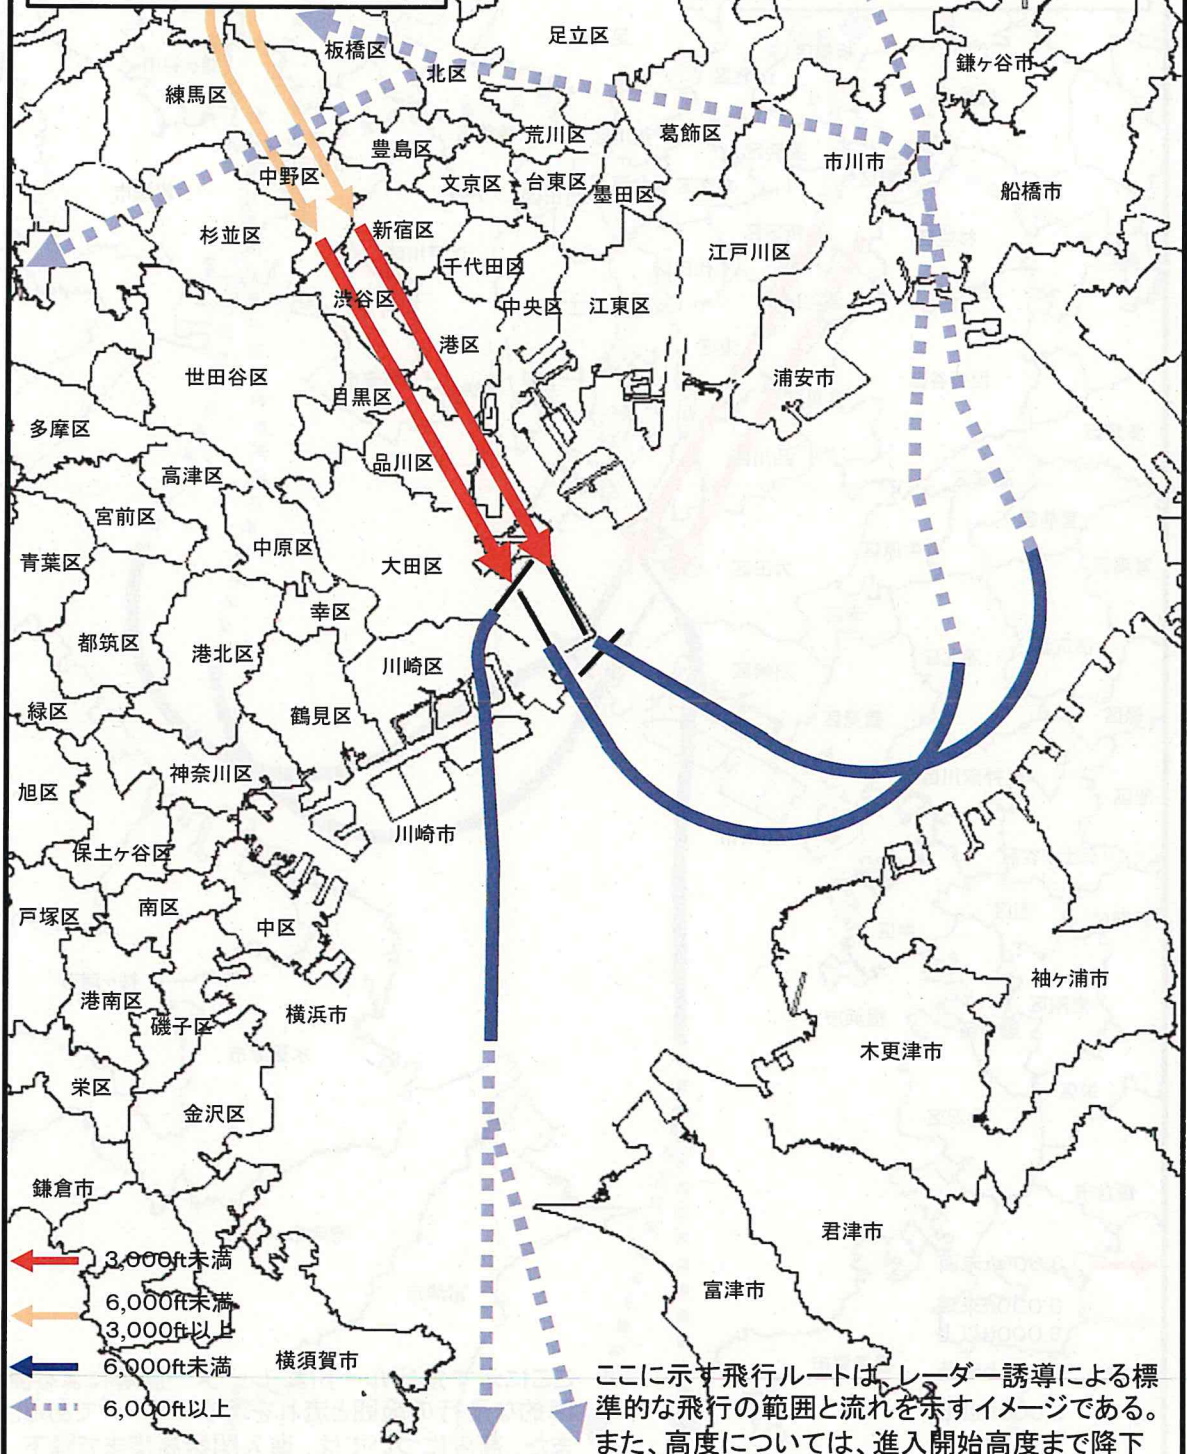 足立区
板橋区
北区
鎌ヶ谷市
練馬区
荒川区
葛飾区
豊島区
市川市
中野区
文京区
台東区
墨田区
船橋市
杉並区
新宿区
江戸川区
千代田区
渋谷区
中央区
江東区
港区
世田谷区
浦安市
目黒区
多摩区
品川区
高津区
宮前区
中原区
青葉区
大田区
幸区
都筑区
港北区
川崎区
緑区
鶴見区
神奈川区
旭区
川崎市
保土ヶ谷区
戸塚区
南区
中区
袖ヶ浦市
港南区
磯子区
横浜市
木更津市
栄区
金沢区
鎌倉市
君津市
富津市
横須賀市
3,000ft未満
6,000ft未満
3,000ft以上
6,000ft未満
6,000ft以上
ここに示す飛行ルートは、レーダー誘導による標
準的な飛行の範囲と流れを示すイメージである。
また、高度については、進入開始高度まで降下